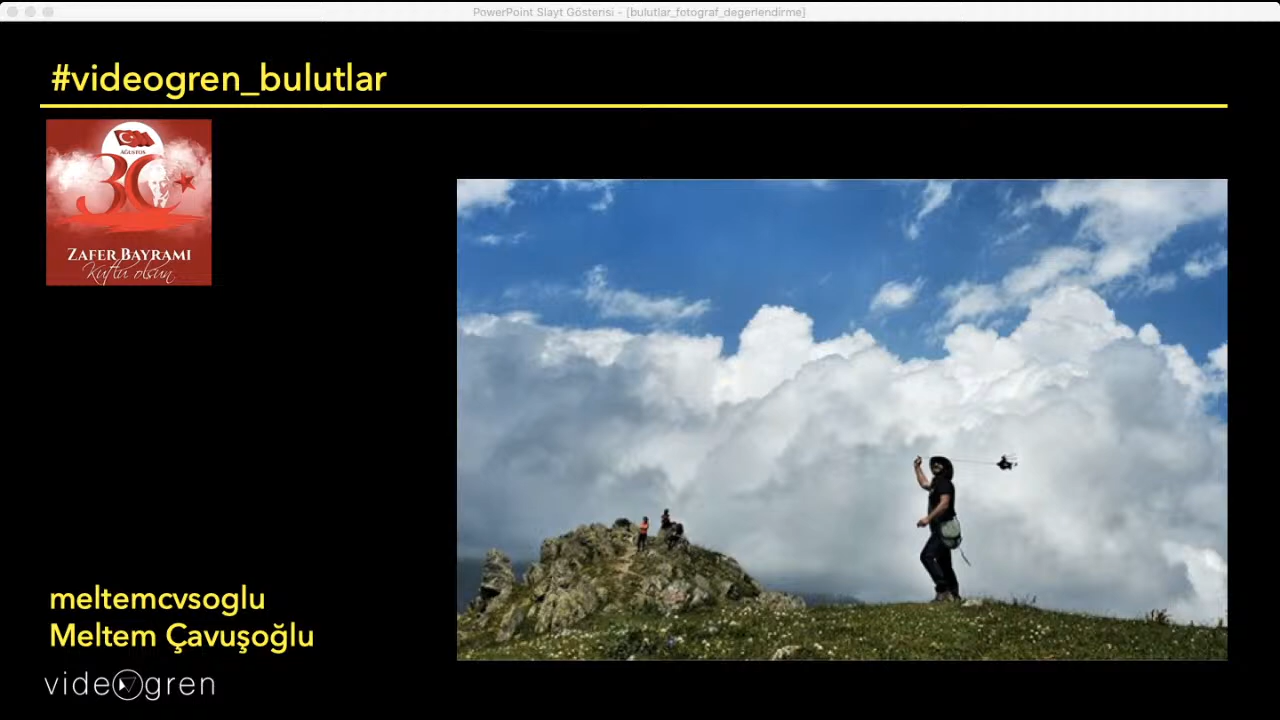 PowerPoint Slayt Gösterisi - [bulutlar_fotograf_degerlendirme]
#videogren_bulutlar
AĞUSTOS
30
ZAFER BAYRAMI
Kutlu olsun.
meltemcvsoglu
Meltem Çavuşoğlu
videogren